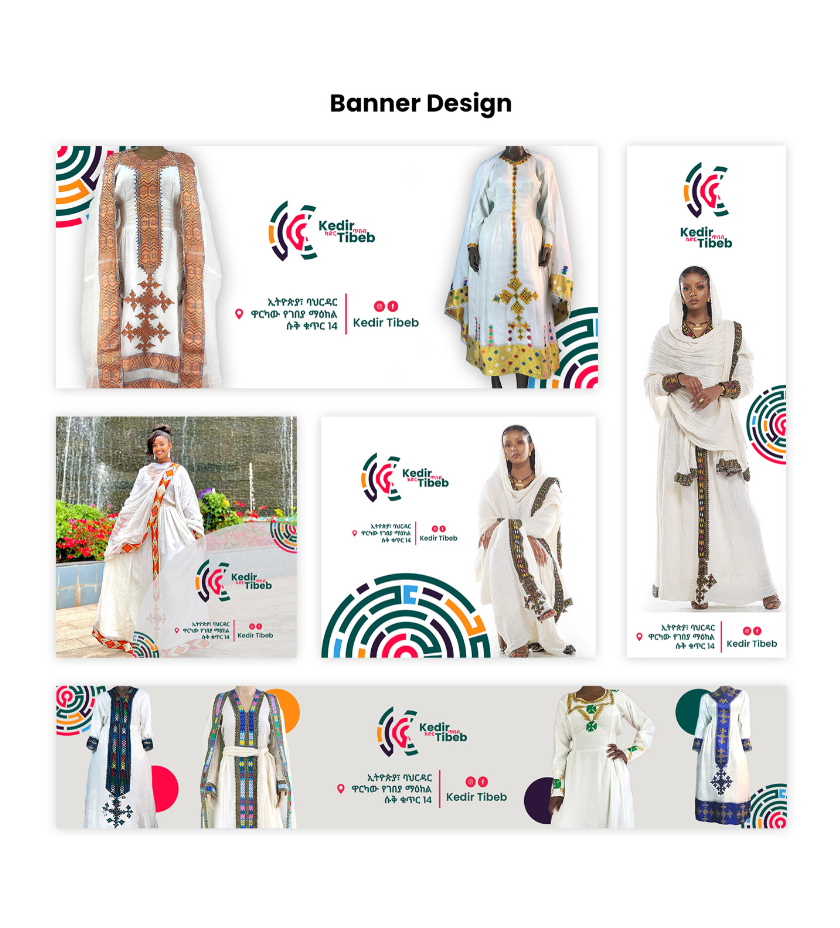 Banner Design
Kedir
ከድር ጥበብ
Tibeb
ኢትዮጵያ፣ ባህርዳር
ዋርካው የገበያ ማዕከል
ሱቅ ቁጥር 14
Kedir Tibeb
Kedir
ከድር ጥበብ
Tibeb
Kedir
ከድር ጥበብ
Tibeb
ኢትዮጵያ፣ ባህርዳር
ዋርካው የገበያ ማዕከል
ሱቅ ቁጥር 14
Kedir Tibeb
Kedir
ከድር ጥበብ
Tibeb
ኢትዮጵያ፣ ባህርዳር
ዋርካው የገበያ ማዕከል
ሱቅ ቁጥር 14
Kedir Tibeb
ኢትዮጵያ፣ ባህርዳር
ዋርካው የገበያ ማዕከል
ሱቅ ቁጥር 14
Kedir Tibeb
Kedir
ከድር ጥበብ
Tibeb
ኢትዮጵያ፣ ባህርዳር
ዋርካው የገበያ ማዕከል
ሱቅ ቁጥር 14
Kedir Tibeb